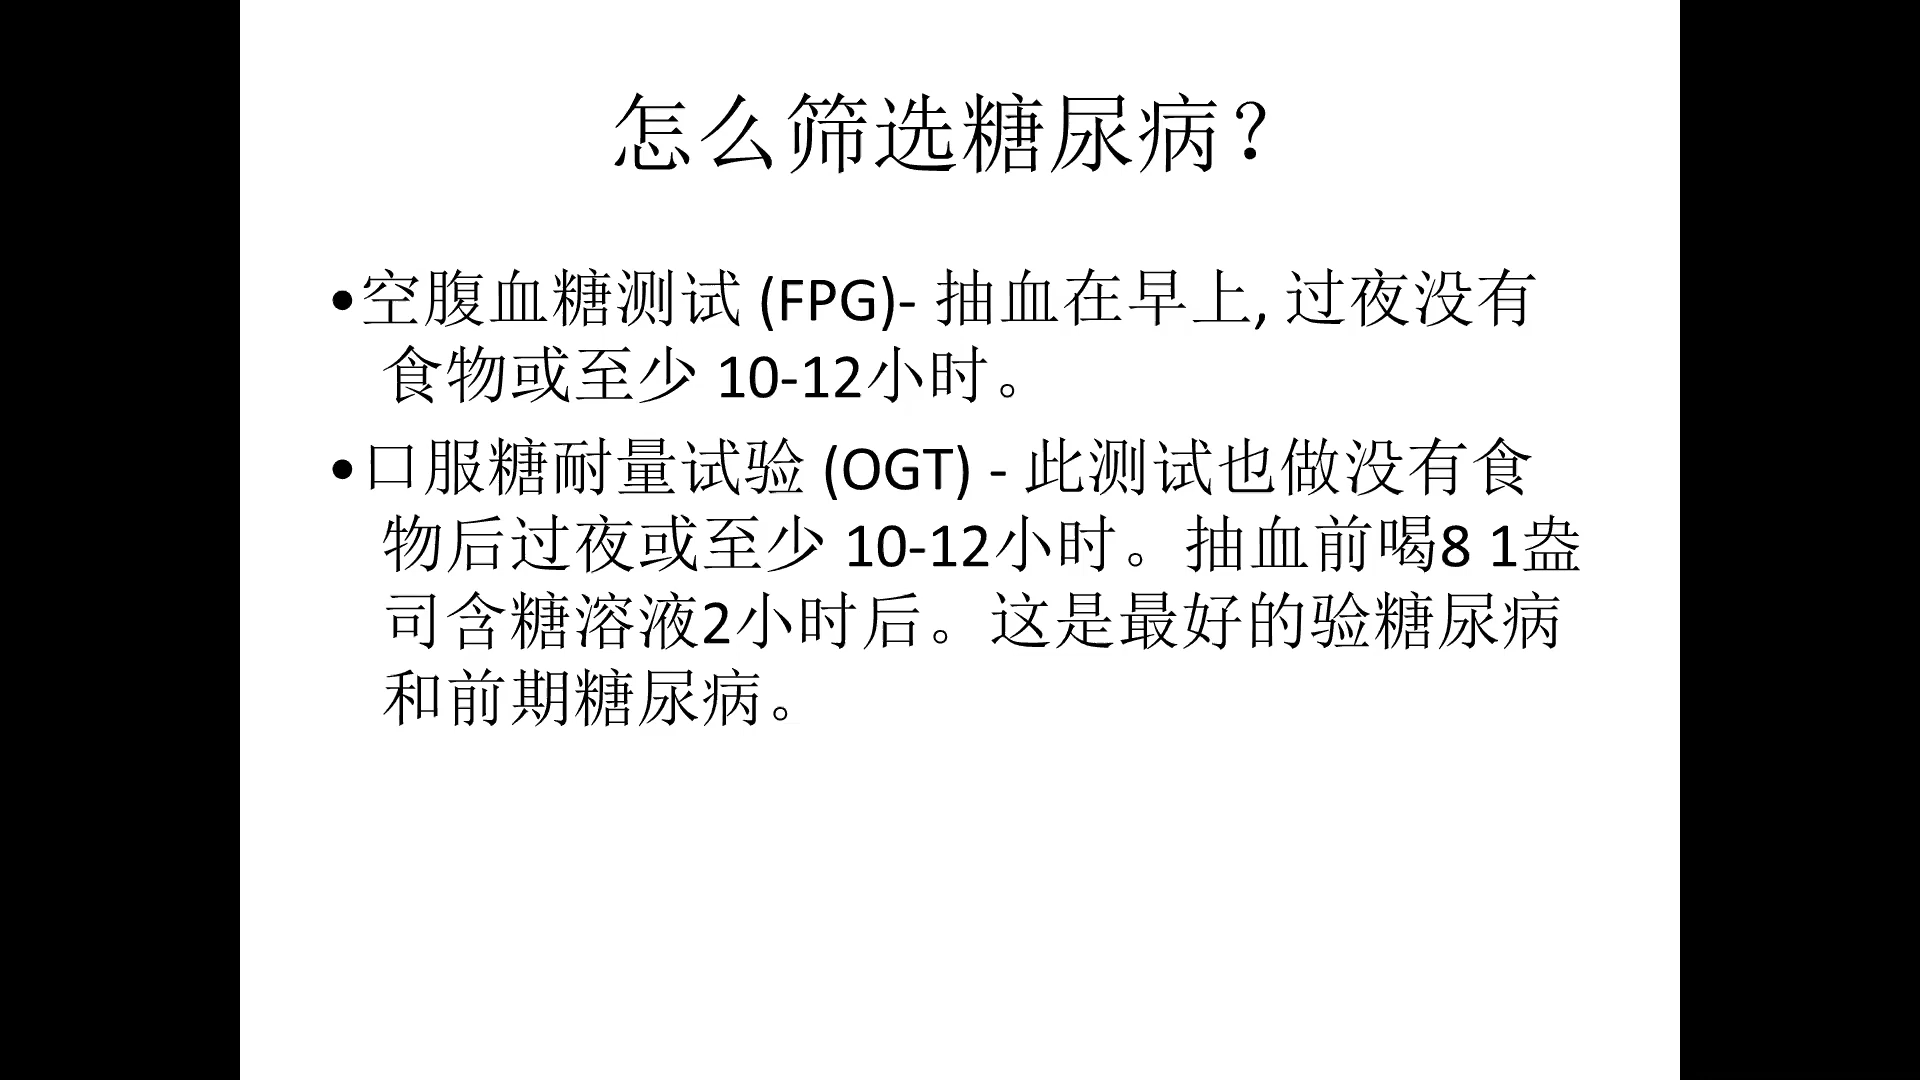 怎么筛选糖尿病?
•空腹血糖测试 (FPG)- 抽血在早上, 过夜没有
食物或至少 10-12小时。
•口服糖耐量试验 (OGT) - 此测试也做没有食
物后过夜或至少 10-12小时。抽血前喝8 1盎
司含糖溶液2小时后。这是最好的验糖尿病
和前期糖尿病。